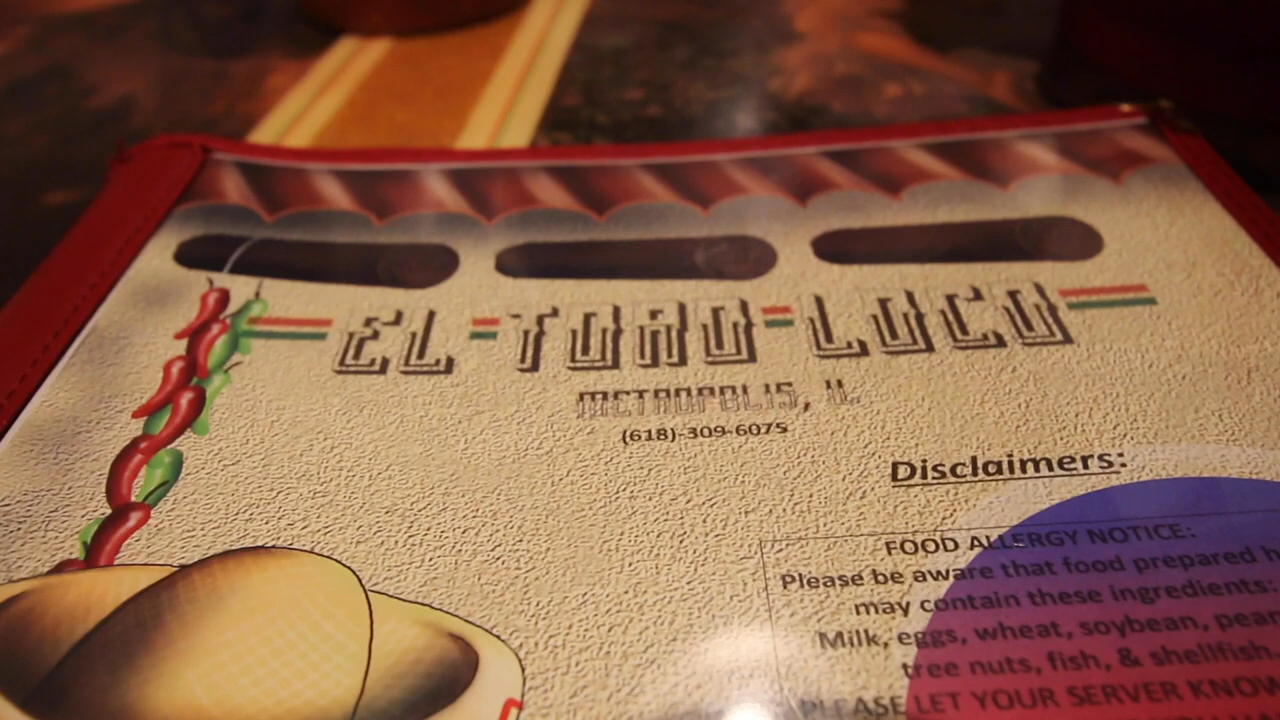 EL TORO LOCO
METROPOLIS, IL
(618)-309-6075
Disclaimers:
FOOD ALLERGY NOTICE:
Please be aware that food prepared
may contain these ingredients:
Milk, eggs, wheat, soybean,
tree nuts, fish, & shellfish.
PLEASE LET YOUR SERVER KNOW